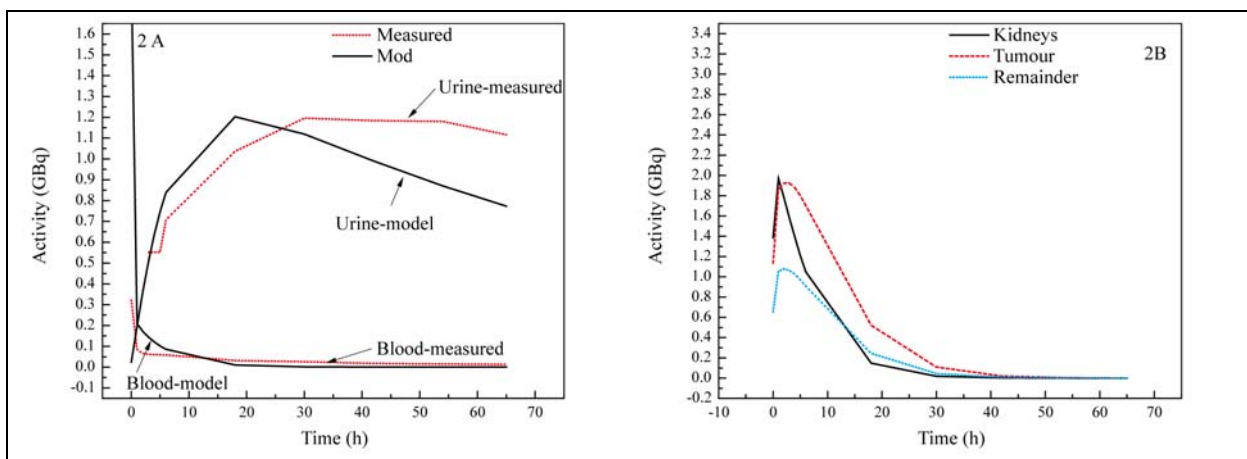 2 A
Measured
Mod
Urine-measured
Urine-model
Blood-measured
Blood-model
Activity (GBq)
1.6
1.5
1.4
1.3
1.2
1.1
1.0
0.9
0.8
0.7
0.6
0.5
0.4
0.3
0.2
0.1
0.0
-0.1
0 10 20 30 40 50 60 70
Time (h)
2B
Kidneys
Tumour
Remainder
Activity (GBq)
3.4
3.2
3.0
2.8
2.6
2.4
2.2
2.0
1.8
1.6
1.4
1.2
1.0
0.8
0.6
0.4
0.2
0.0
-0.2
-10 0 10 20 30 40 50 60 70
Time (h)